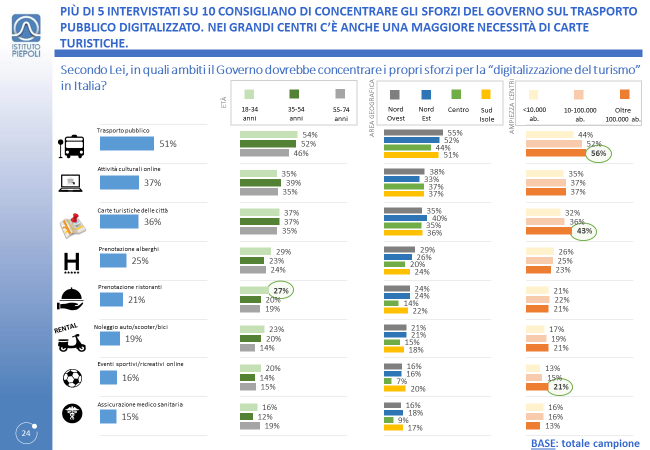 PIÙ DI 5 INTERVISTATI SU 10 CONSIGLIANO DI CONCENTRARE GLI SFORZI DEL GOVERNO SUL TRASPORTO
PUBBLICO DIGITALIZZATO. NEI GRANDI CENTRI C'È ANCHE UNA MAGGIORE NECESSITÀ DI CARTE
TURISTICHE.
ISTITUTO
PIEPOLI
Secondo Lei, in quali ambiti il Governo dovrebbe concentrare i propri sforzi per la "digitalizzazione del turismo"
in Italia?
ETÀ
18-34
anni
35-54
anni
55-74
anni
AREA GEOGRAFICA
Nord
Ovest
Nord
Est
Centro
Sud
Isole
AMPIEZZA CENTRI
<10.000
ab.
10-100.000
ab.
Oltre
100.000 ab.
Trasporto pubblico
51%
54%
52%
46%
55%
52%
44%
51%
44%
52%
56%
Attività culturali online
37%
35%
39%
35%
38%
33%
37%
37%
35%
37%
37%
Carte turistiche delle città
36%
37%
37%
35%
35%
40%
35%
36%
32%
36%
43%
H
Prenotazione alberghi
25%
29%
23%
24%
29%
26%
20%
24%
26%
25%
23%
Prenotazione ristoranti
21%
27%
20%
19%
24%
24%
14%
22%
21%
22%
21%
RENTAL
Noleggio auto/scooter/bici
19%
23%
20%
14%
21%
21%
15%
18%
17%
19%
21%
Eventi sportivi/ricreativi online
16%
20%
14%
15%
16%
16%
7%
20%
13%
15%
21%
Assicurazione medico sanitaria
15%
16%
12%
19%
16%
18%
9%
17%
16%
16%
13%
24
BASE: totale campione